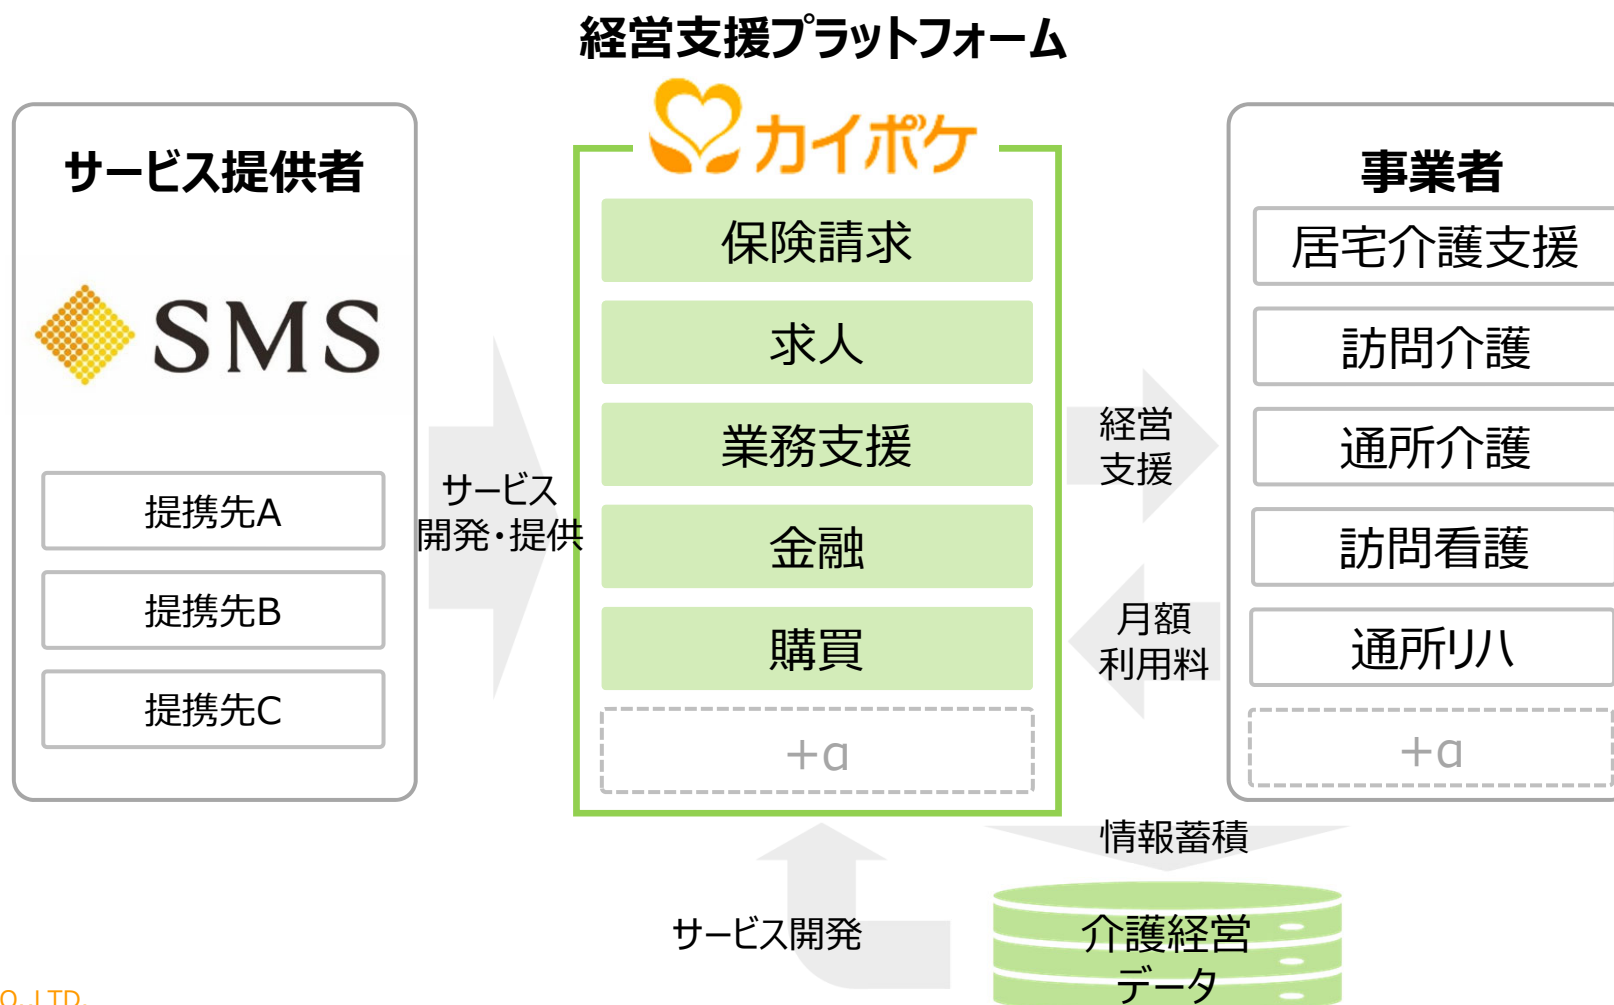 経営支援プラットフォーム
サービス提供者
SMS
提携先A
提携先B
提携先C
サービス
開発・提供
カイポケ
保険請求
求人
業務支援
金融
購買
+α
経営
支援
月額
利用料
事業者
居宅介護支援
訪問介護
通所介護
訪問看護
通所リハ
+α
情報蓄積
サービス開発
介護経営
データ
O.,LTD.